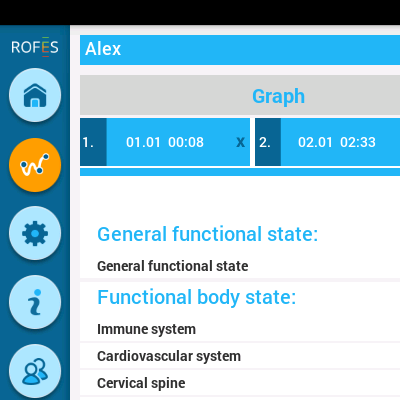 ROFES
Alex
Graph
1. 01.01 00:08 X 2. 02.01 02:33
General functional state:
General functional state
Functional body state:
Immune system
Cardiovascular system
Cervical spine